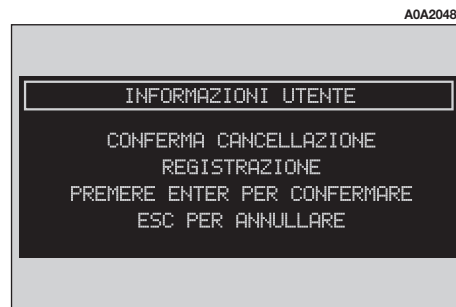 A0A2048
INFORMAZIONI UTENTE
CONFERMA CANCELLAZIONE
REGISTRAZIONE
PREMERE ENTER PER CONFERMARE
ESC PER ANNULLARE